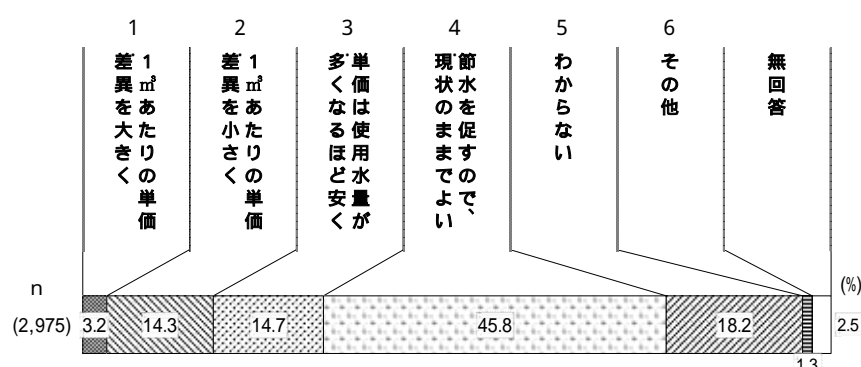 1
2
3
4
5
6
１㎥あたりの単価
差異を大きく
１㎥あたりの単価
差異を小さく
単価は使用水量が
多くなるほど安く
節水を促すので、
現状のままでよい
わからない
その他
無回答
n
(%)
(2,975)
3.2
14.3
14.7
45.8
18.2
2.5
1.3